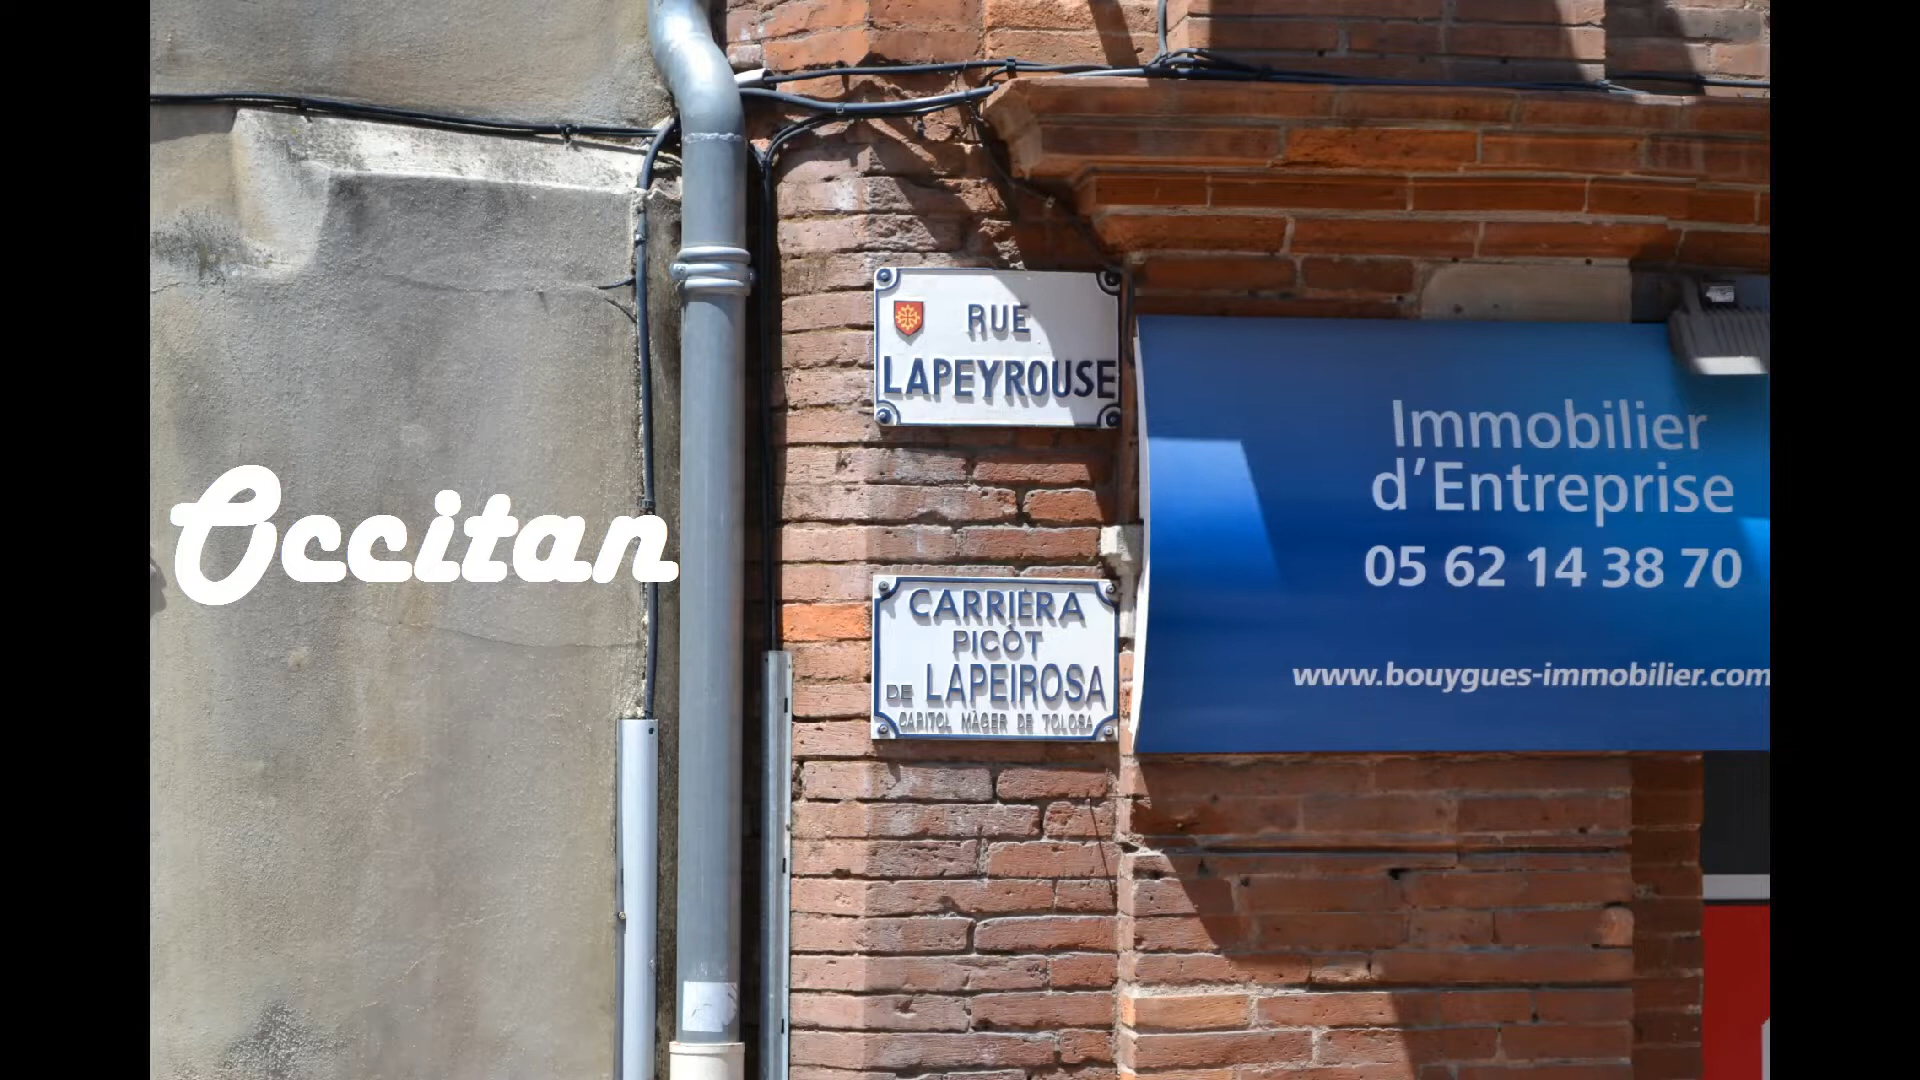 Occitan
RUE
LAPEYROUSE
CARRIÈRA
PICÒT
DE LAPEIROSA
CAPITOL MÀGER DE TOLOSA
Immobilier
d'Entreprise
05 62 14 38 70
www.bouygues-immobilier.com